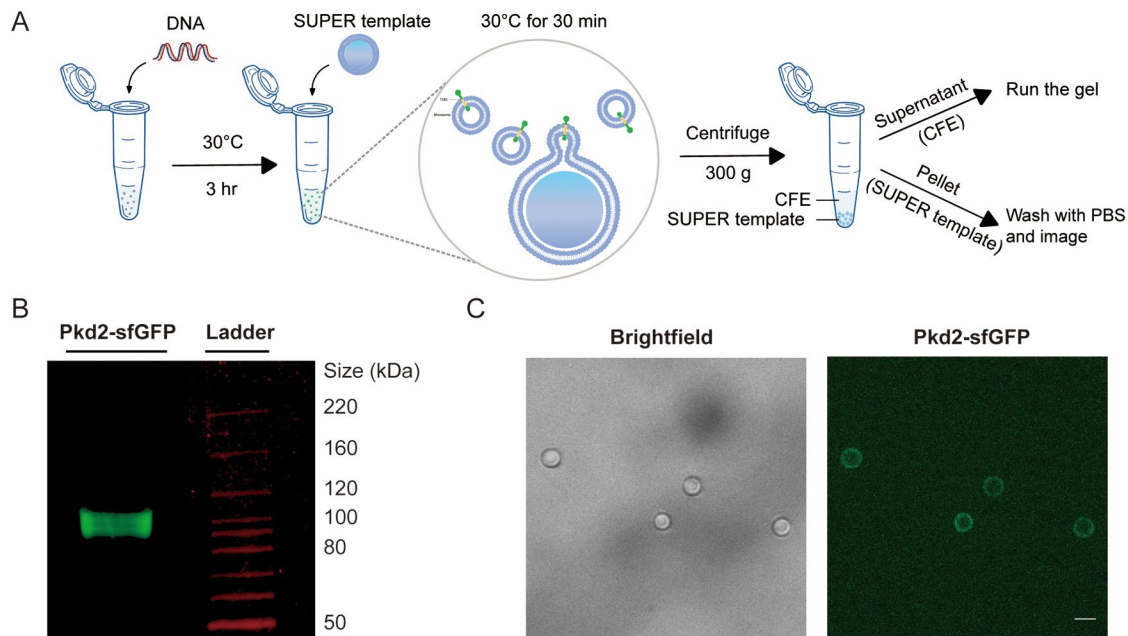 A
DNA
SUPER template
30°C for 30 min
30°C
3 hr
Centrifuge
300 g
CFE
SUPER template
Supernatant
(CFE)
Run the gel
Pellet
(SUPER template)
Wash with PBS
and image
B
Pkd2-sfGFP
Ladder
Size (kDa)
220
160
120
100
80
50
C
Brightfield
Pkd2-sfGFP